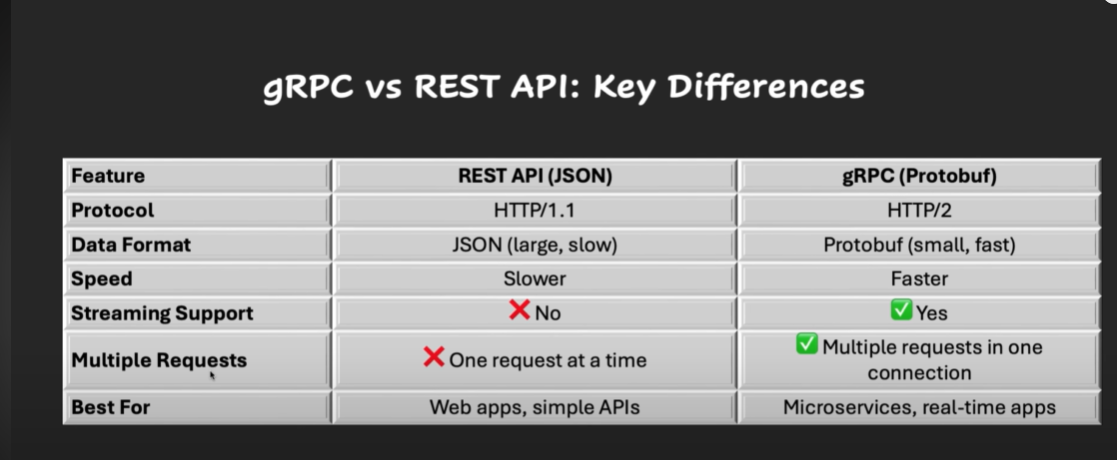 gRPC vs REST API: Key Differences
Feature REST API (JSON) gRPC (Protobuf)
Protocol HTTP/1.1 HTTP/2
Data Format JSON (large, slow) Protobuf (small, fast)
Speed Slower Faster
Streaming Support ❌ No ✅ Yes
Multiple Requests ❌ One request at a time ✅ Multiple requests in one
connection
Best For Web apps, simple APIs Microservices, real-time apps